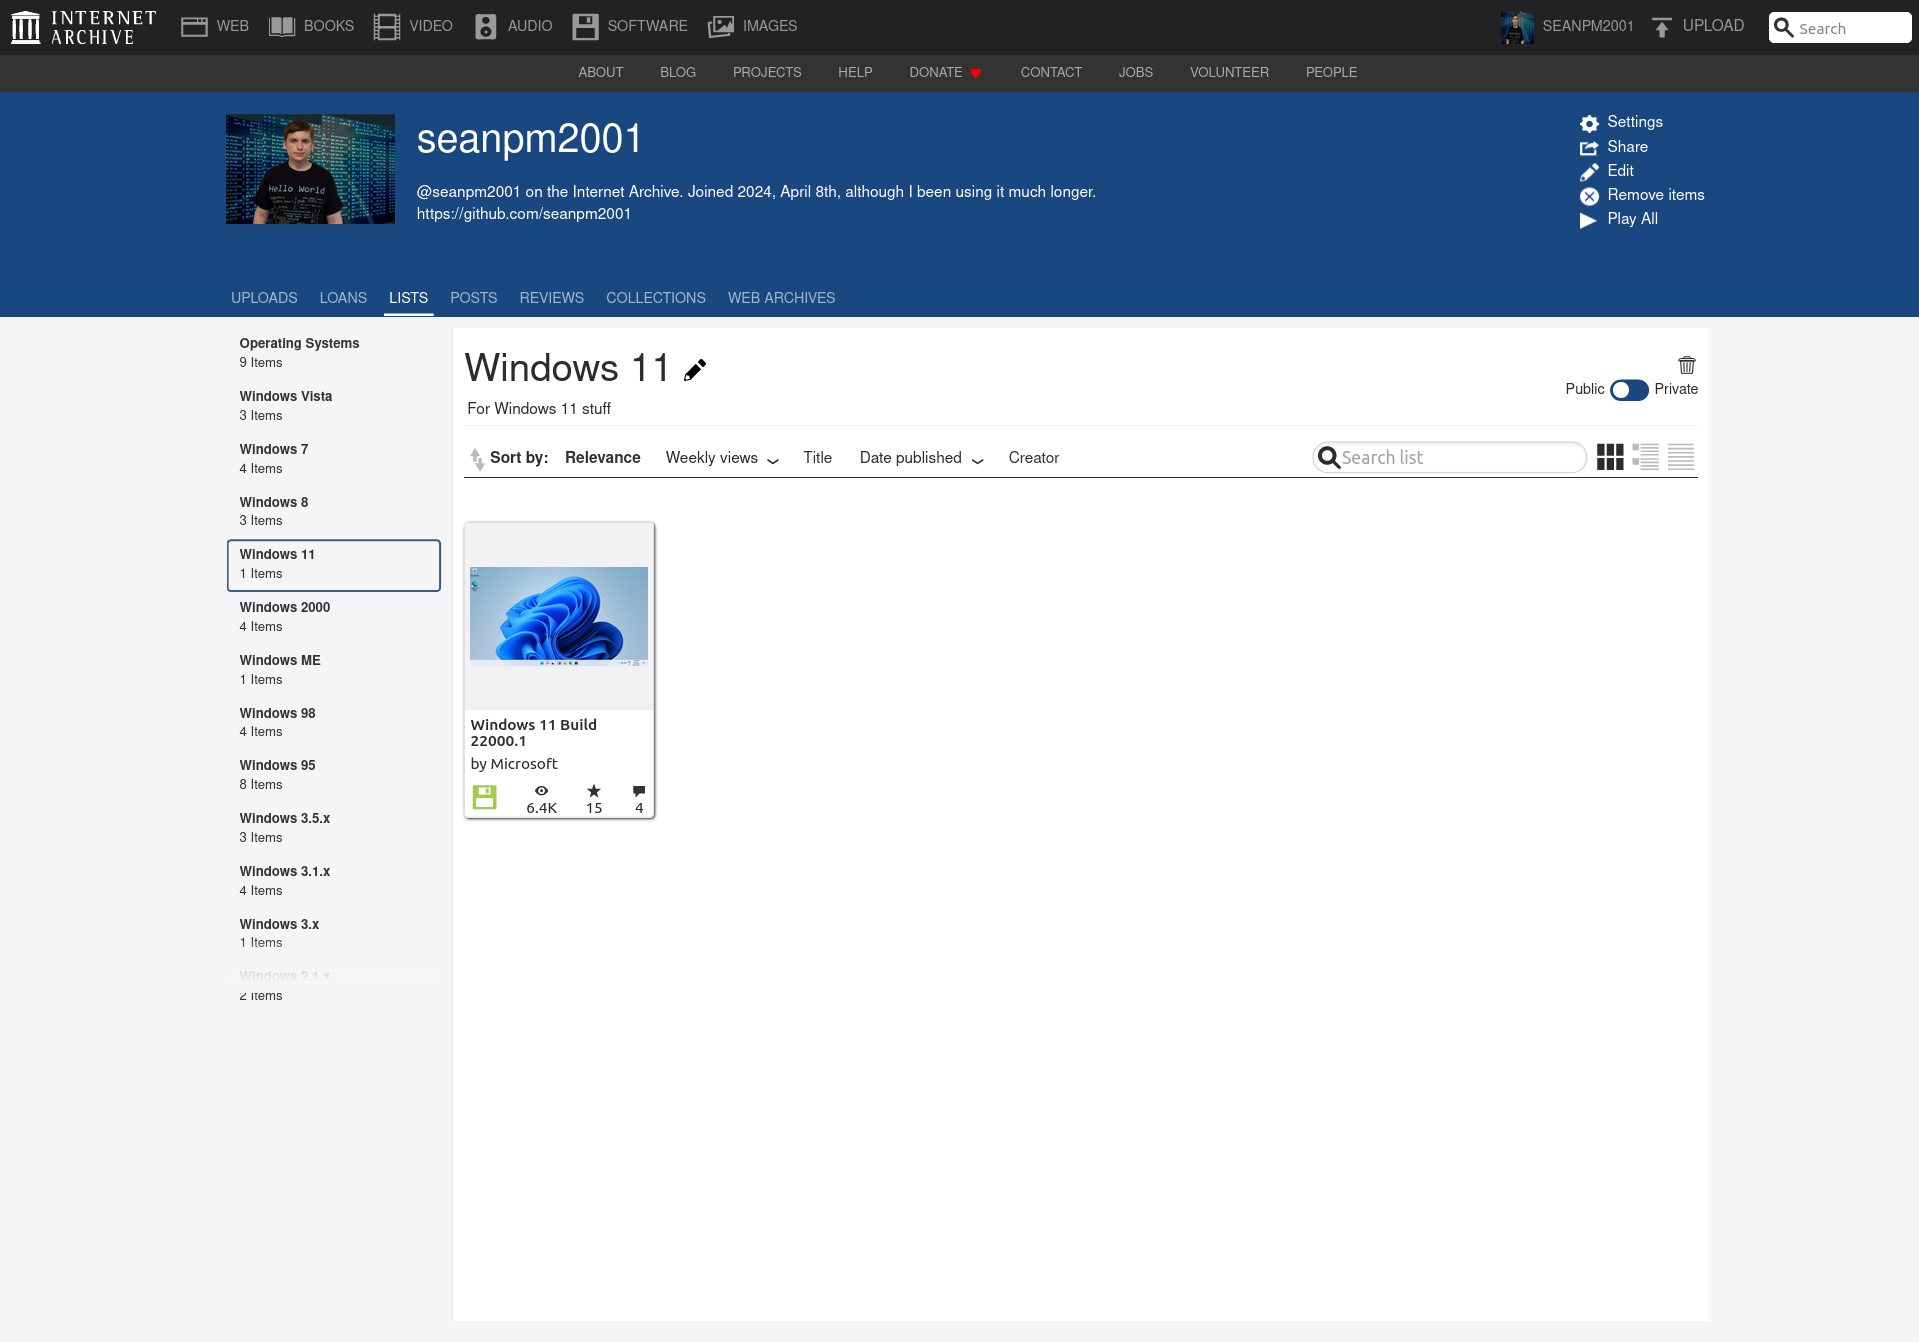 INTERNET
ARCHIVE
WEB
BOOKS
VIDEO
AUDIO
SOFTWARE
IMAGES
SEANPM2001
UPLOAD
Search
ABOUT
BLOG
PROJECTS
HELP
DONATE
CONTACT
JOBS
VOLUNTEER
PEOPLE
Hello World
seanpm2001
@seanpm2001 on the Internet Archive. Joined 2024, April 8th, although I been using it much longer.
https://github.com/seanpm2001
Settings
Share
Edit
Remove items
Play All
UPLOADS
LOANS
LISTS
POSTS
REVIEWS
COLLECTIONS
WEB ARCHIVES
Operating Systems
9 Items
Windows Vista
3 Items
Windows 7
4 Items
Windows 8
3 Items
Windows 11
1 Items
Windows 2000
4 Items
Windows ME
1 Items
Windows 98
4 Items
Windows 95
8 Items
Windows 3.5.x
3 Items
Windows 3.1.x
4 Items
Windows 3.x
1 Items
Windows 2.1.x
2 Items
Windows 11
For Windows 11 stuff
Public
Private
Sort by:
Relevance
Weekly views
Title
Date published
Creator
Search list
Windows 11 Build
22000.1
by Microsoft
6.4K
15
4